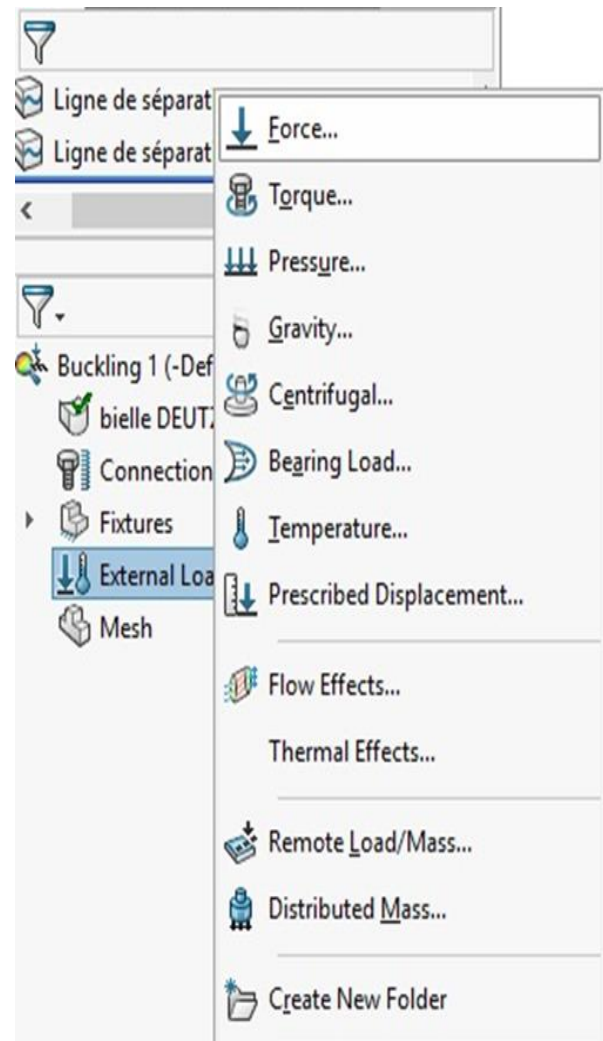 Ligne de séparat
Ligne de séparat
Buckling 1 (-Def
bielle DEUTZ
Connection
Fixtures
External Loa
Mesh
Force...
Torque...
Pressure...
Gravity...
Centrifugal...
Bearing Load...
Temperature...
Prescribed Displacement...
Flow Effects...
Thermal Effects...
Remote Load/Mass...
Distributed Mass...
Create New Folder